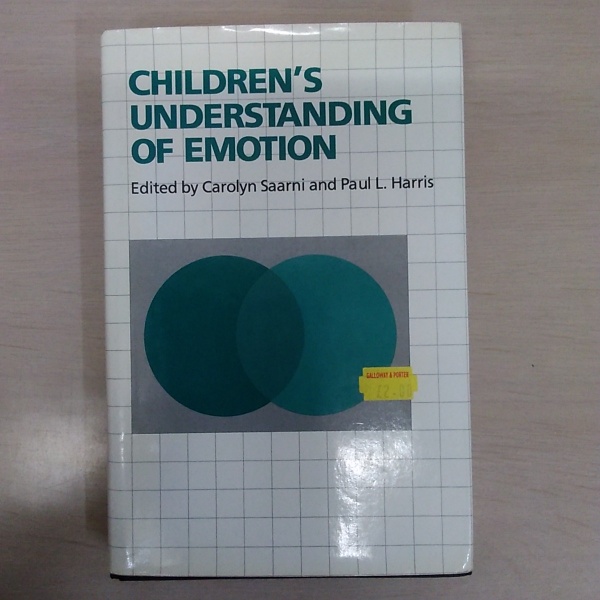 CHILDREN'S
UNDERSTANDING
OF EMOTION
Edited by Carolyn Saarni and Paul L. Harris
GALLOWAY & PORTER